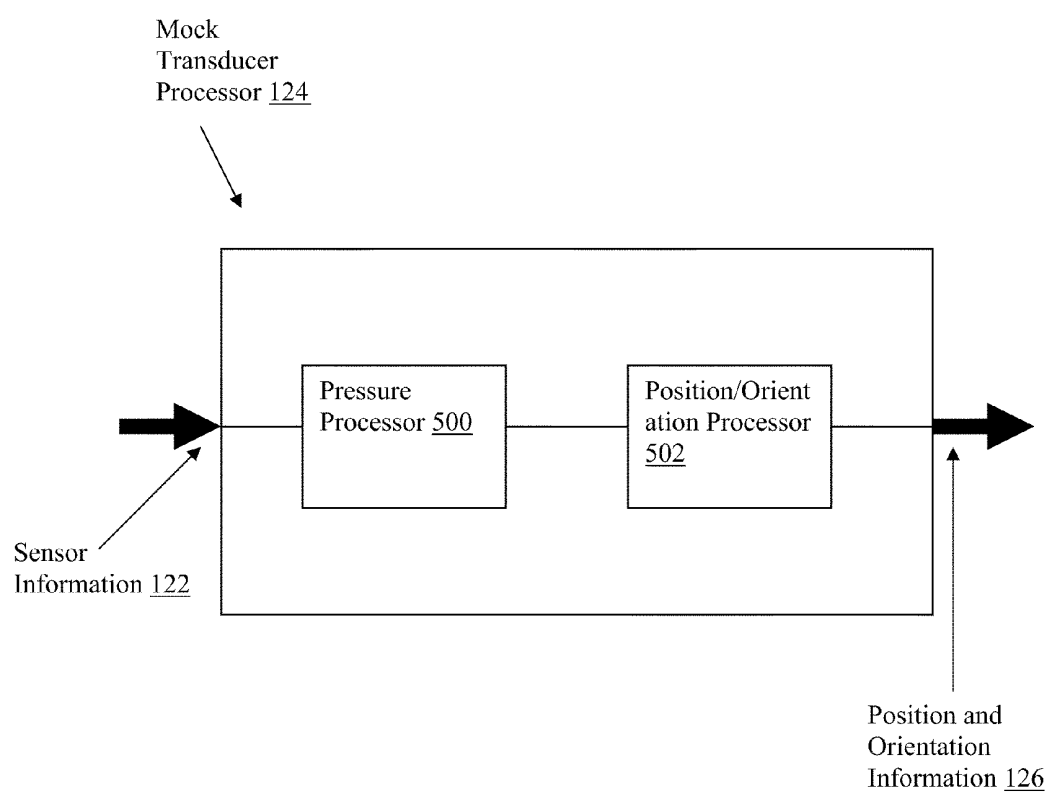 Mock
Transducer
Processor 124
Pressure
Processor 500
Position/Orient
ation Processor
502
Sensor
Information 122
Position and
Orientation
Information 126